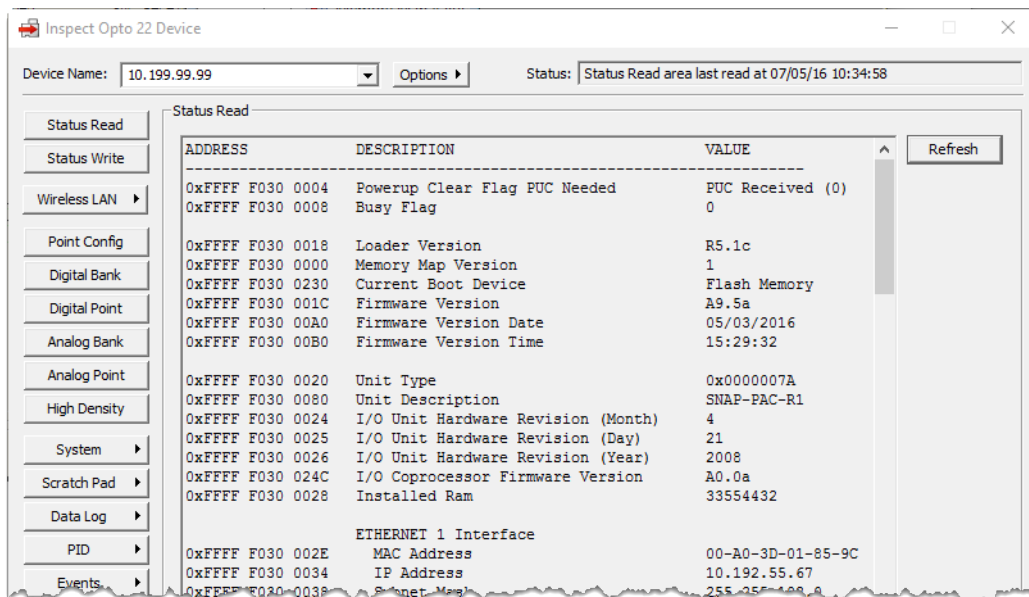 Inspect Opto 22 Device
Device Name: 10.199.99.99 Options Status: Status Read area last read at 07/05/16 10:34:58
Status Read
Status Write
Wireless LAN
Point Config
Digital Bank
Digital Point
Analog Bank
Analog Point
High Density
System
Scratch Pad
Data Log
PID
Events
Status Read
Refresh
ADDRESS DESCRIPTION VALUE
--------------------------------------------------------------------
0xFFFF F030 0004 Powerup Clear Flag PUC Needed PUC Received (0)
0xFFFF F030 0008 Busy Flag 0
0xFFFF F030 0018 Loader Version R5.1c
0xFFFF F030 0000 Memory Map Version 1
0xFFFF F030 0230 Current Boot Device Flash Memory
0xFFFF F030 001C Firmware Version A9.5a
0xFFFF F030 00A0 Firmware Version Date 05/03/2016
0xFFFF F030 00B0 Firmware Version Time 15:29:32
0xFFFF F030 0020 Unit Type 0x0000007A
0xFFFF F030 0080 Unit Description SNAP-PAC-R1
0xFFFF F030 0024 I/O Unit Hardware Revision (Month) 4
0xFFFF F030 0025 I/O Unit Hardware Revision (Day) 21
0xFFFF F030 0026 I/O Unit Hardware Revision (Year) 2008
0xFFFF F030 024C I/O Coprocessor Firmware Version A0.0a
0xFFFF F030 0028 Installed Ram 33554432
ETHERNET 1 Interface
0xFFFF F030 002E MAC Address 00-A0-3D-01-85-9C
0xFFFF F030 0034 IP Address 10.192.55.67
0xFFFF F030 0038 Subnet Mask